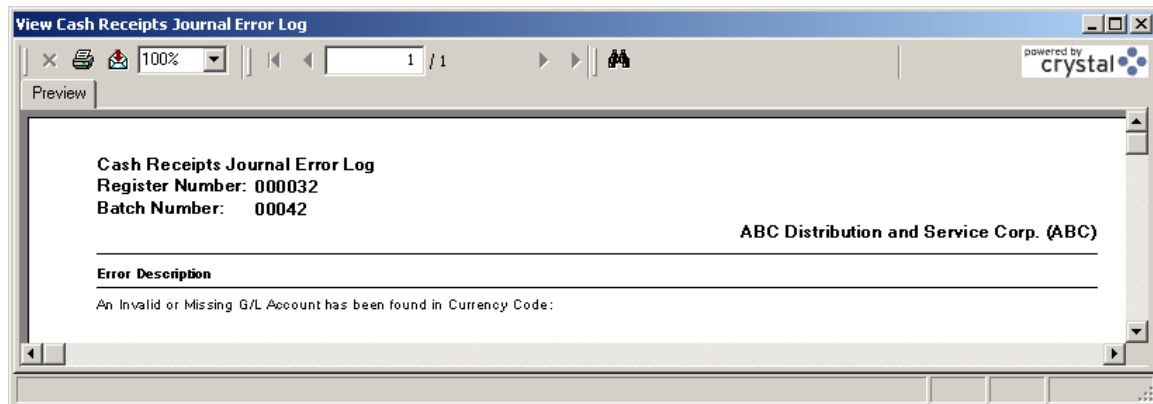 View Cash Receipts Journal Error Log
100%
1 / 1
powered by
crystal
Preview
Cash Receipts Journal Error Log
Register Number: 000032
Batch Number: 00042
ABC Distribution and Service Corp. (ABC)
Error Description
An Invalid or Missing G/L Account has been found in Currency Code: